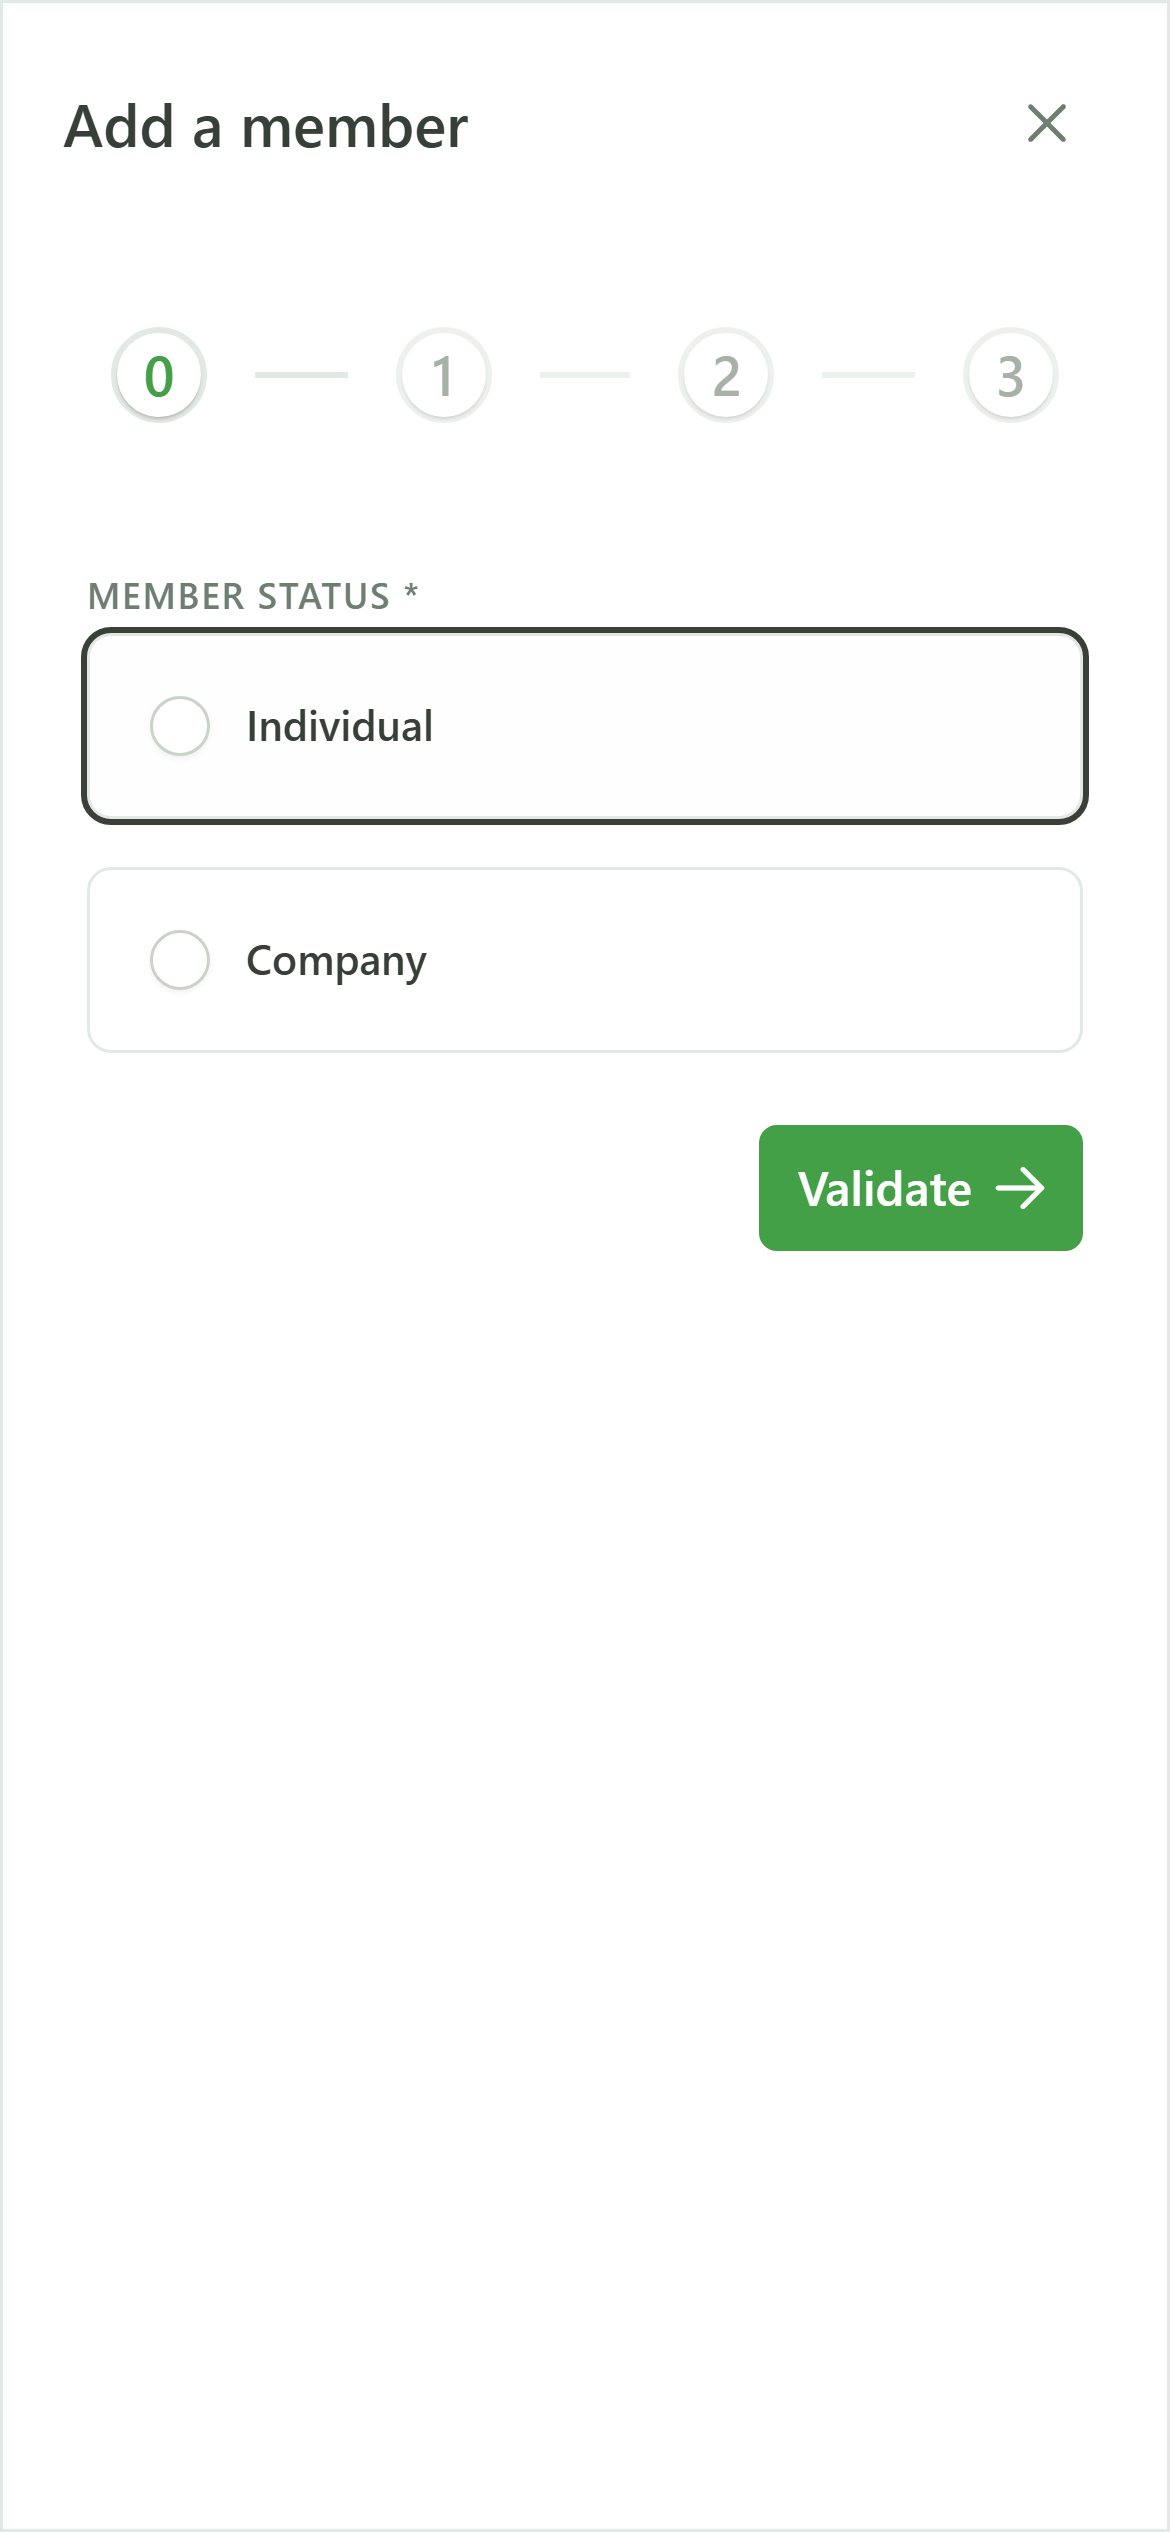 Add a member
0 1 2 3
MEMBER STATUS *
Individual
Company
Validate